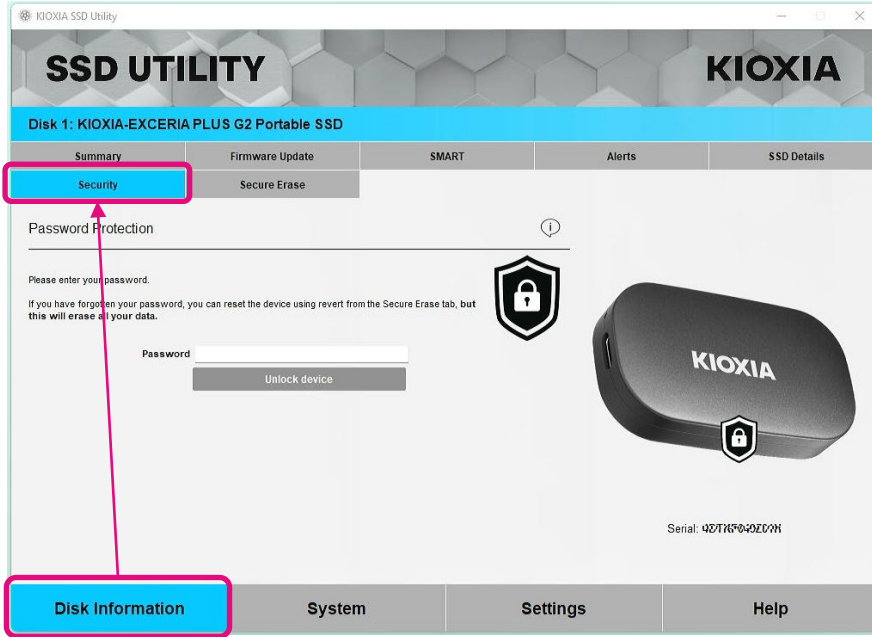 KIOXIA SSD Utility
SSD UTILITY
KIOXIA
Disk 1: KIOXIA-EXCERIA PLUS G2 Portable SSD
Summary
Firmware Update
SMART
Alerts
SSD Details
Security
Secure Erase
Password Protection
Please enter your password.
If you have forgotten your password, you can reset the device using revert from the Secure Erase tab, but
this will erase all your data.
Password
Unlock device
KIOXIA
Serial:
Disk Information
System
Settings
Help